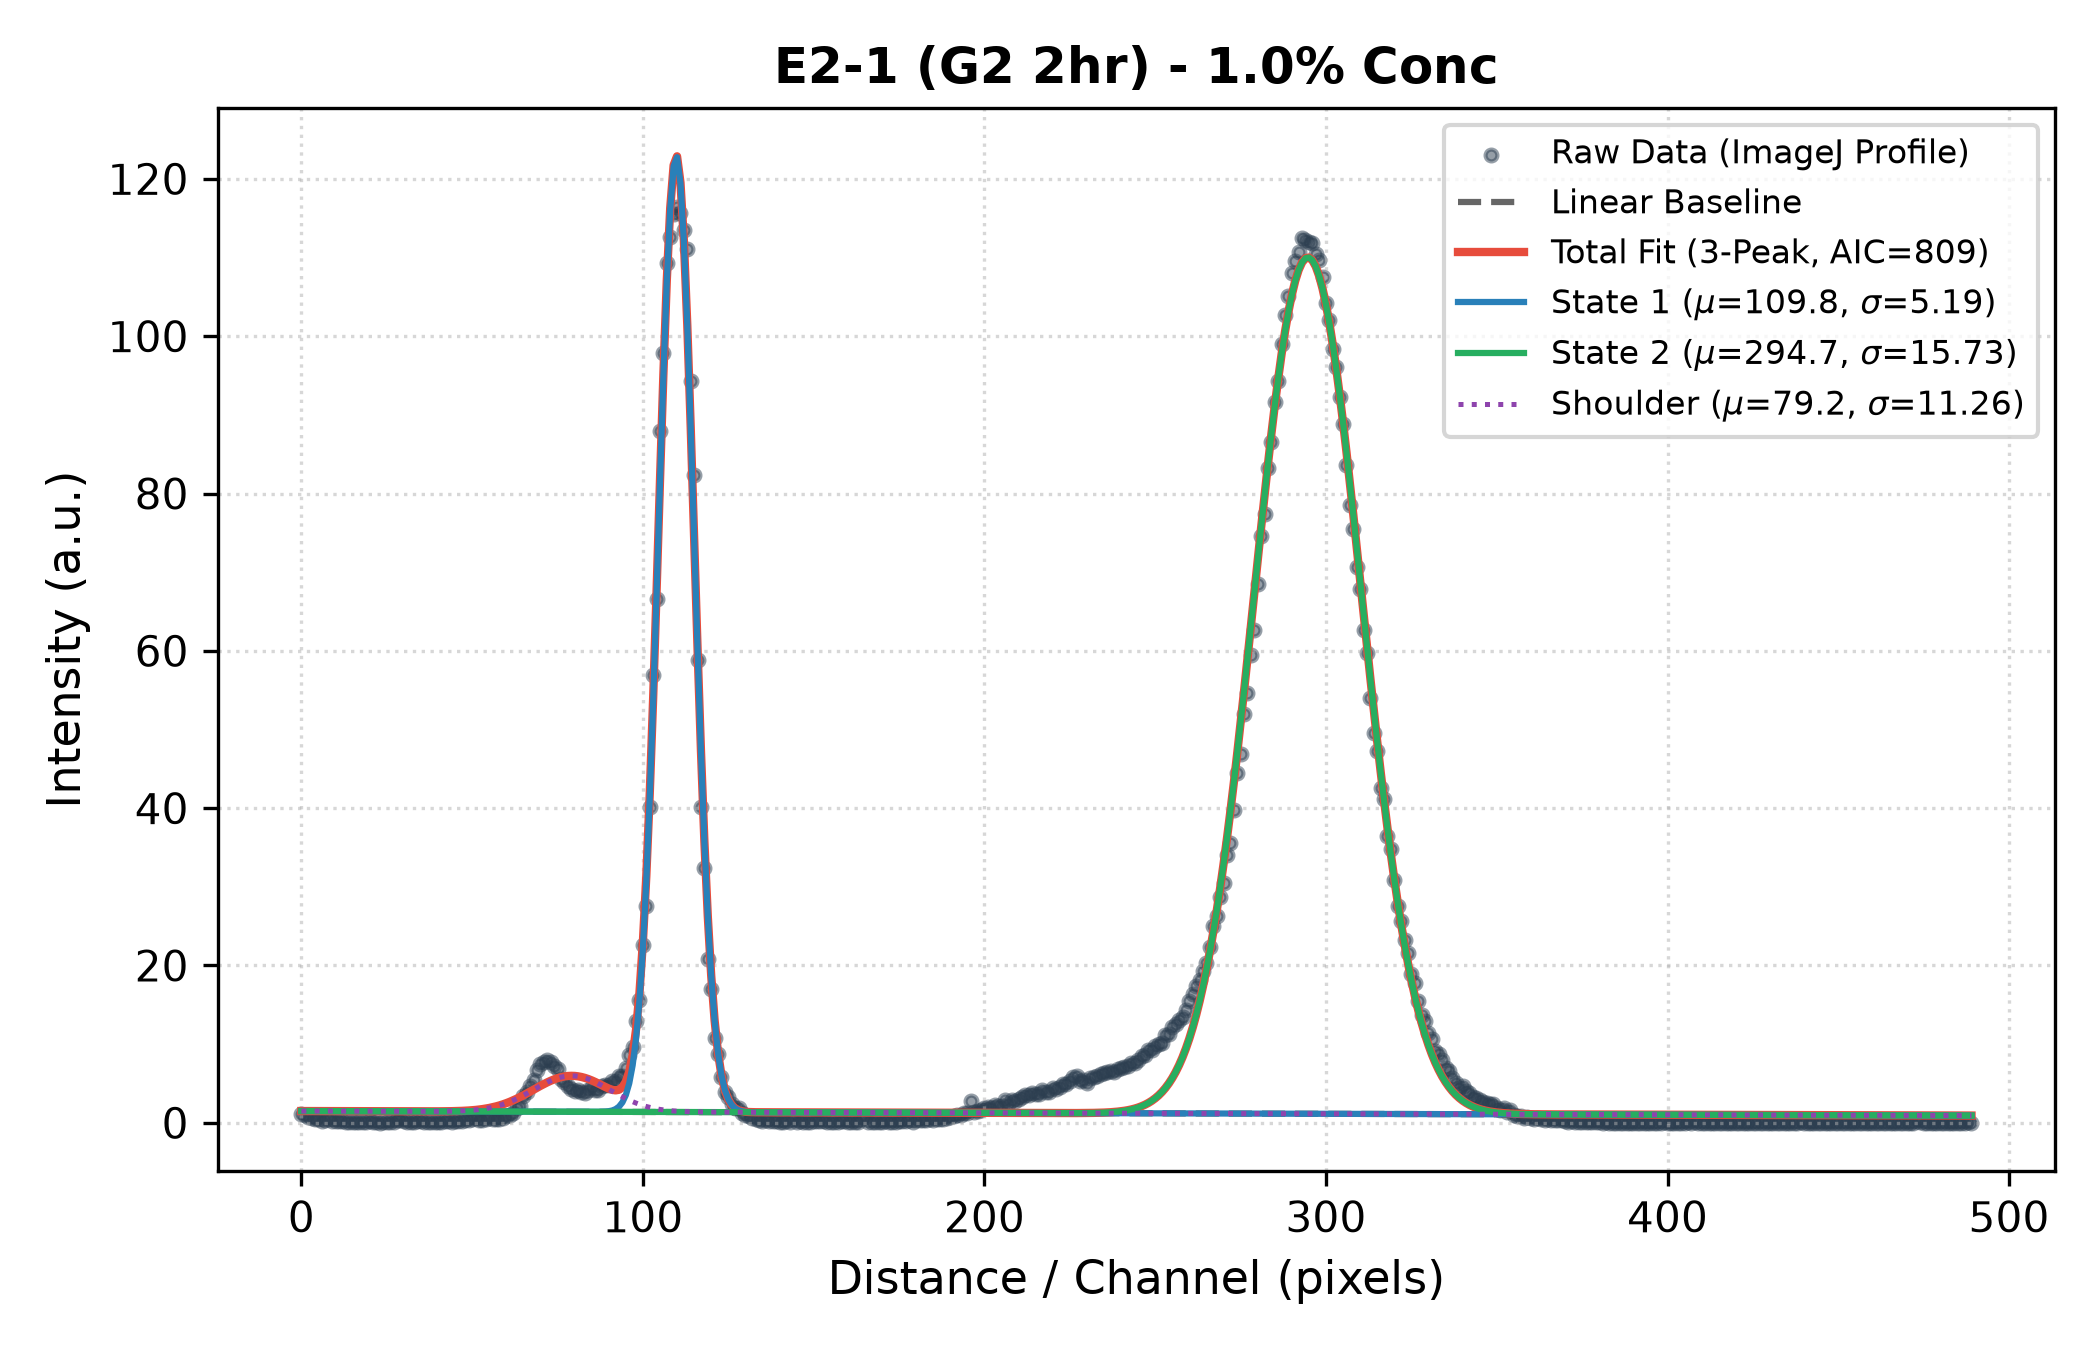 E2-1 (G2 2hr) - 1.0% Conc
Raw Data (ImageJ Profile)
Linear Baseline
Total Fit (3-Peak, AIC=809)
State 1 (μ=109.8, σ=5.19)
State 2 (μ=294.7, σ=15.73)
Shoulder (μ=79.2, σ=11.26)
Intensity (a.u.)
120
100
80
60
40
20
0
0 100 200 300 400 500
Distance / Channel (pixels)